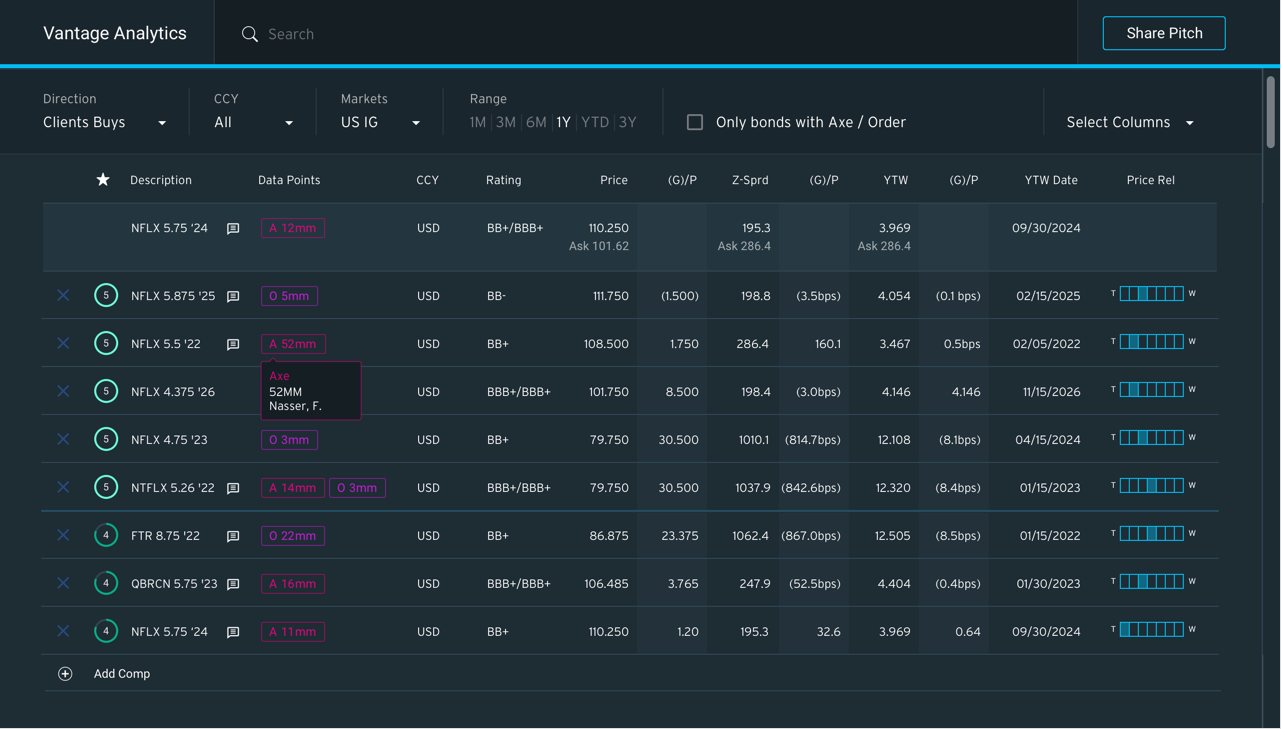 Vantage Analytics
Search
Share Pitch
Direction CCY Markets Range
Clients Buys All US IG 1M 3M 6M 1Y YTD 3Y Only bonds with Axe / Order Select Columns
Description Data Points CCY Rating Price (G)/P Z-Sprd (G)/P YTW (G)/P YTW Date Price Rel
NFLX 5.75 ‘24 A 12mm USD BB+/BBB+ 110.250 195.3 3.969 09/30/2024
Ask 101.62 Ask 286.4 Ask 286.4
5 NFLX 5.875 '25 O 5mm USD BB- 111.750 (1.500) 198.8 (3.5bps) 4.054 (0.1 bps) 02/15/2025 T W
5 NFLX 5.5 '22 A 52mm USD BB+ 108.500 1.750 286.4 160.1 3.467 0.5bps 02/05/2022 T W
Axe
52MM
Nasser, F.
5 NFLX 4.375 '26 USD BBB+/BBB+ 101.750 8.500 198.4 (3.0bps) 4.146 4.146 11/15/2026 T W
5 NFLX 4.75 '23 O 3mm USD BB+ 79.750 30.500 1010.1 (814.7bps) 12.108 (8.1bps) 04/15/2024 T W
5 NTFLX 5.26 '22 A 14mm O 3mm USD BBB+/BBB+ 79.750 30.500 1037.9 (842.6bps) 12.320 (8.4bps) 01/15/2023 T W
4 FTR 8.75 '22 O 22mm USD BB+ 86.875 23.375 1062.4 (867.0bps) 12.505 (8.5bps) 01/15/2022 T W
4 QBRCN 5.75 '23 A 16mm USD BBB+/BBB+ 106.485 3.765 247.9 (52.5bps) 4.404 (0.4bps) 01/30/2023 T W
4 NFLX 5.75 ‘24 A 11mm USD BB+ 110.250 1.20 195.3 32.6 3.969 0.64 09/30/2024 T W
Add Comp